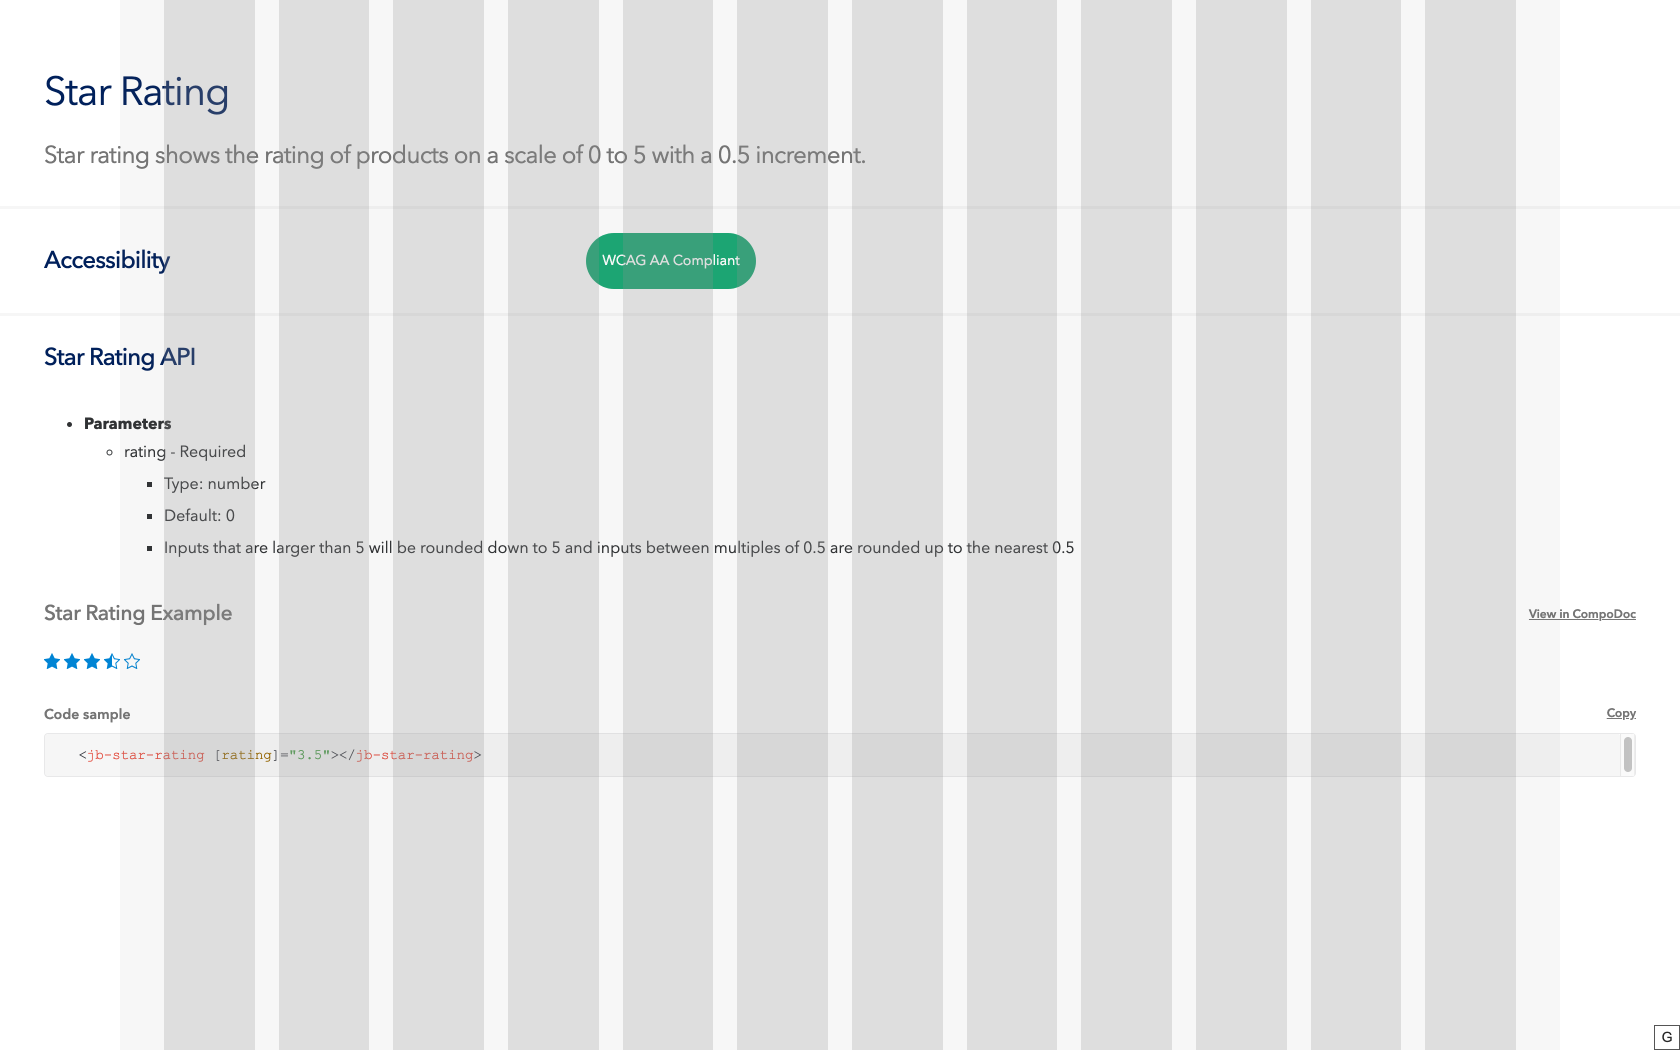 Star Rating
Star rating shows the rating of products on a scale of 0 to 5 with a 0.5 increment.
Accessibility
WCAG AA Compliant
Star Rating API
Parameters
rating - Required
Type: number
Default: 0
Inputs that are larger than 5 will be rounded down to 5 and inputs between multiples of 0.5 are rounded up to the nearest 0.5
Star Rating Example
View in CompoDoc
Code sample
Copy
<jb-star-rating [rating]="3.5"></jb-star-rating>
G